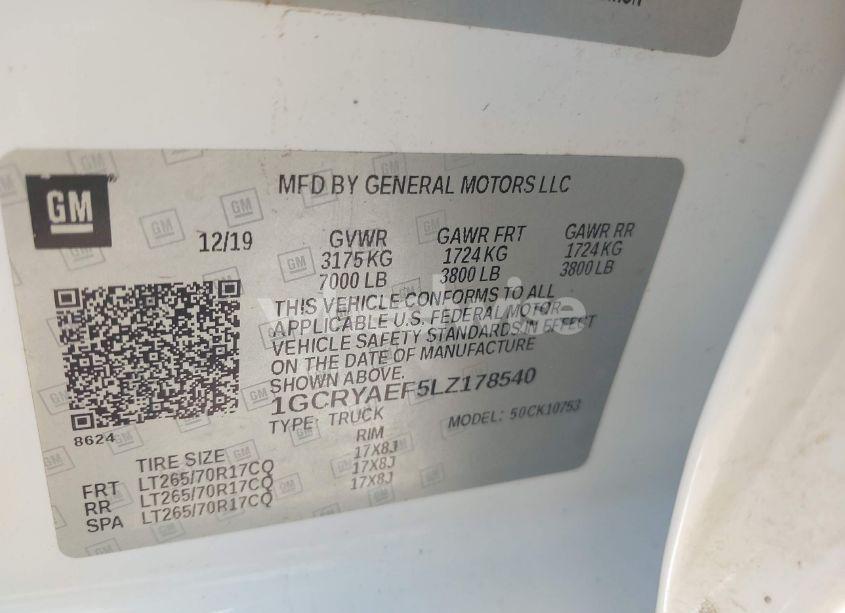 GM
MFD BY GENERAL MOTORS LLC
12/19
GVWR
3175 KG
7000 LB
GAWR FRT
1724 KG
3800 LB
GAWR RR
1724 KG
3800 LB
THIS VEHICLE CONFORMS TO ALL
APPLICABLE U.S. FEDERAL MOTOR
VEHICLE SAFETY STANDARDS IN EFFECT
ON THE DATE OF MANUFACTURE
SHOWN ABOVE.
1GCRYAEF5LZ178540
TYPE: TRUCK
MODEL: 50CK10753
8624
TIRE SIZE
RIM
FRT LT265/70R17CQ 17X8J
RR LT265/70R17CQ 17X8J
SPA LT265/70R17CQ 17X8J